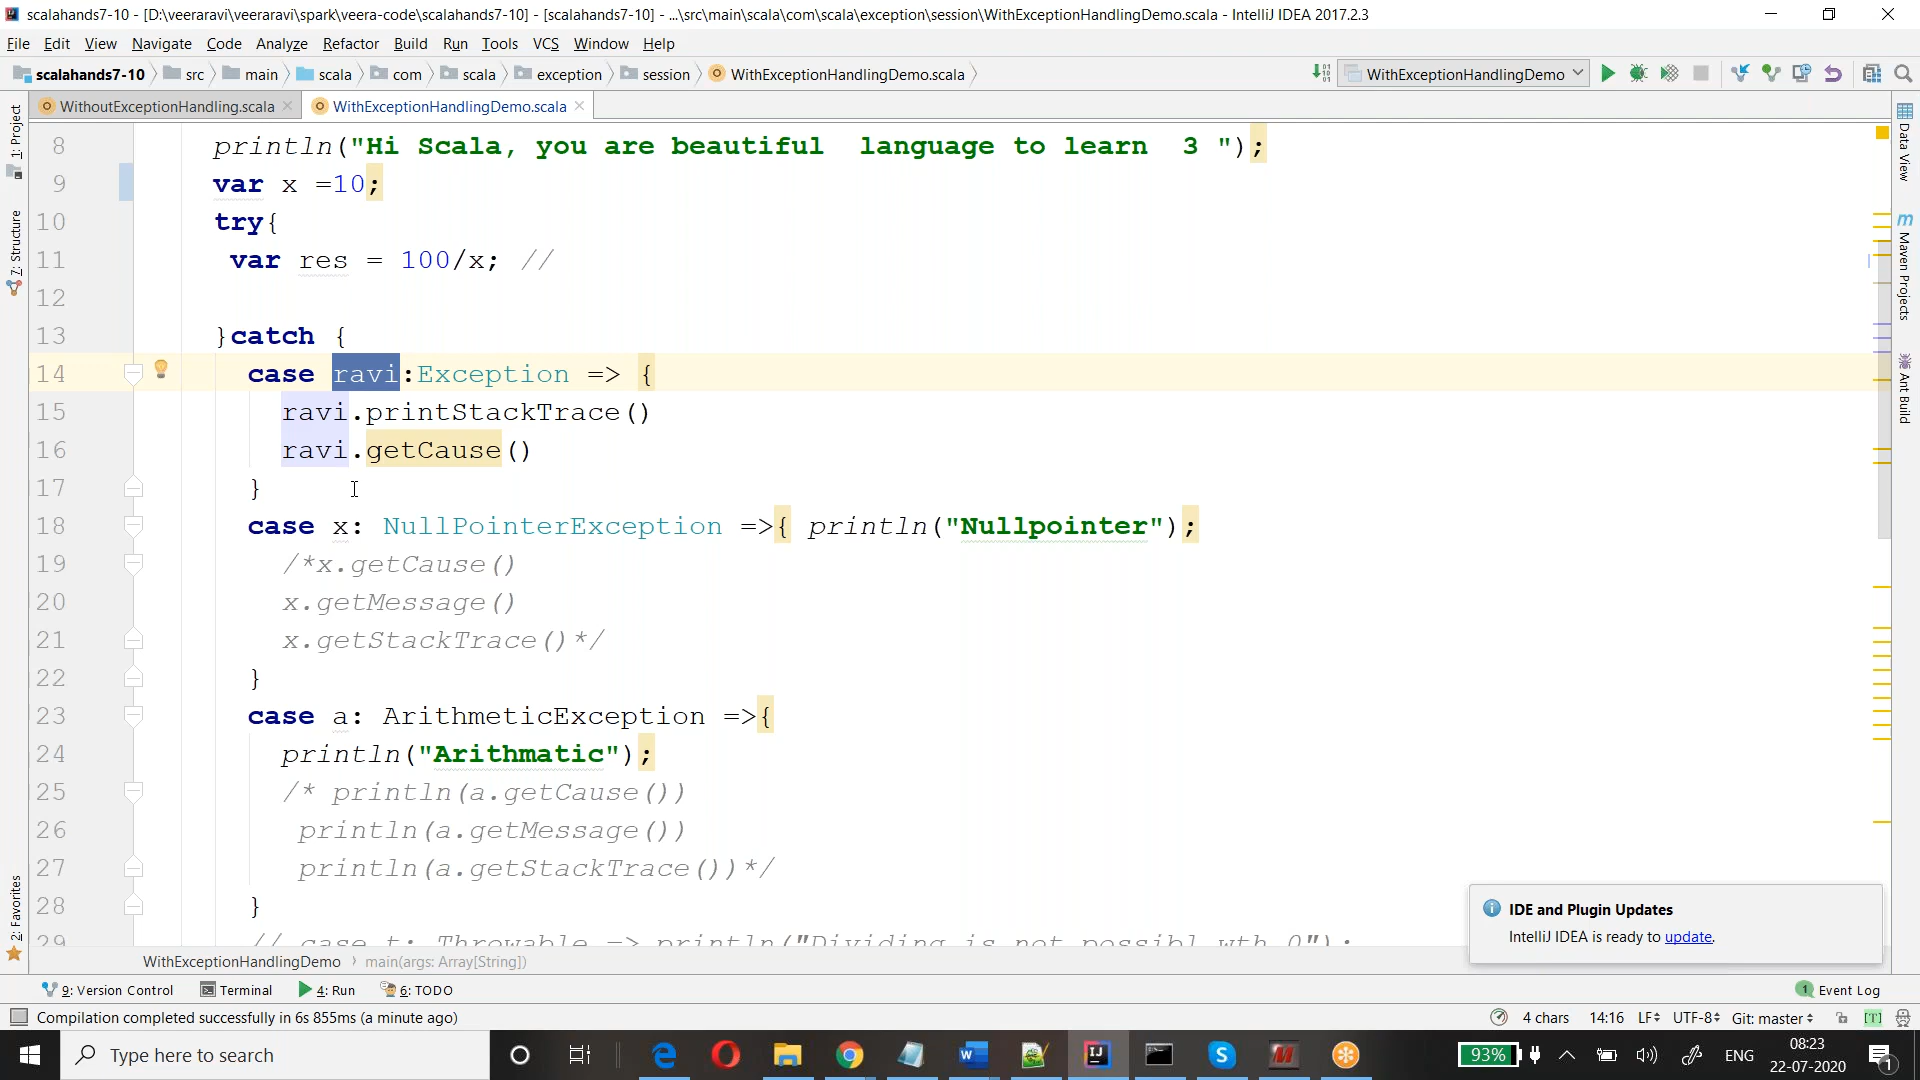 scalahands7-10 - [D:\veeraravi\veeraravi\spark\veera-code\scalahands7-10] - [scalahands7-10] - ...\src\main\scala\com\scala\exception\session\WithExceptionHandlingDemo.scala - IntelliJ IDEA 2017.2.3
File Edit View Navigate Code Analyze Refactor Build Run Tools VCS Window Help
scalahands7-10 src main scala com scala exception session WithExceptionHandlingDemo.scala WithExceptionHandlingDemo
WithoutExceptionHandling.scala WithExceptionHandlingDemo.scala
1: Project
7: Structure
2: Favorites
8 println("Hi Scala, you are beautiful  language to learn  3 ");
9 var x =10;
10 try{
11 var res = 100/x; //
12
13 }catch {
14 case ravi:Exception => {
15 ravi.printStackTrace()
16 ravi.getCause()
17 }
18 case x: NullPointerException =>{ println("Nullpointer");
19 /*x.getCause()
20 x.getMessage()
21 x.getStackTrace()*/
22 }
23 case a: ArithmeticException =>{
24 println("Arithmatic");
25 /* println(a.getCause())
26 println(a.getMessage())
27 println(a.getStackTrace())*/
28 }
29 // case t: Throwable => println("Dividing is not possibl wth 0");
Data View
Maven Projects
Ant Build
IDE and Plugin Updates
IntelliJ IDEA is ready to update.
WithExceptionHandlingDemo main(args: Array[String])
9: Version Control Terminal 4: Run 6: TODO 1 Event Log
Compilation completed successfully in 6s 855ms (a minute ago) 4 chars 14:16 LF UTF-8 Git: master [T]
Type here to search 93% ENG 08:23
22-07-2020 1